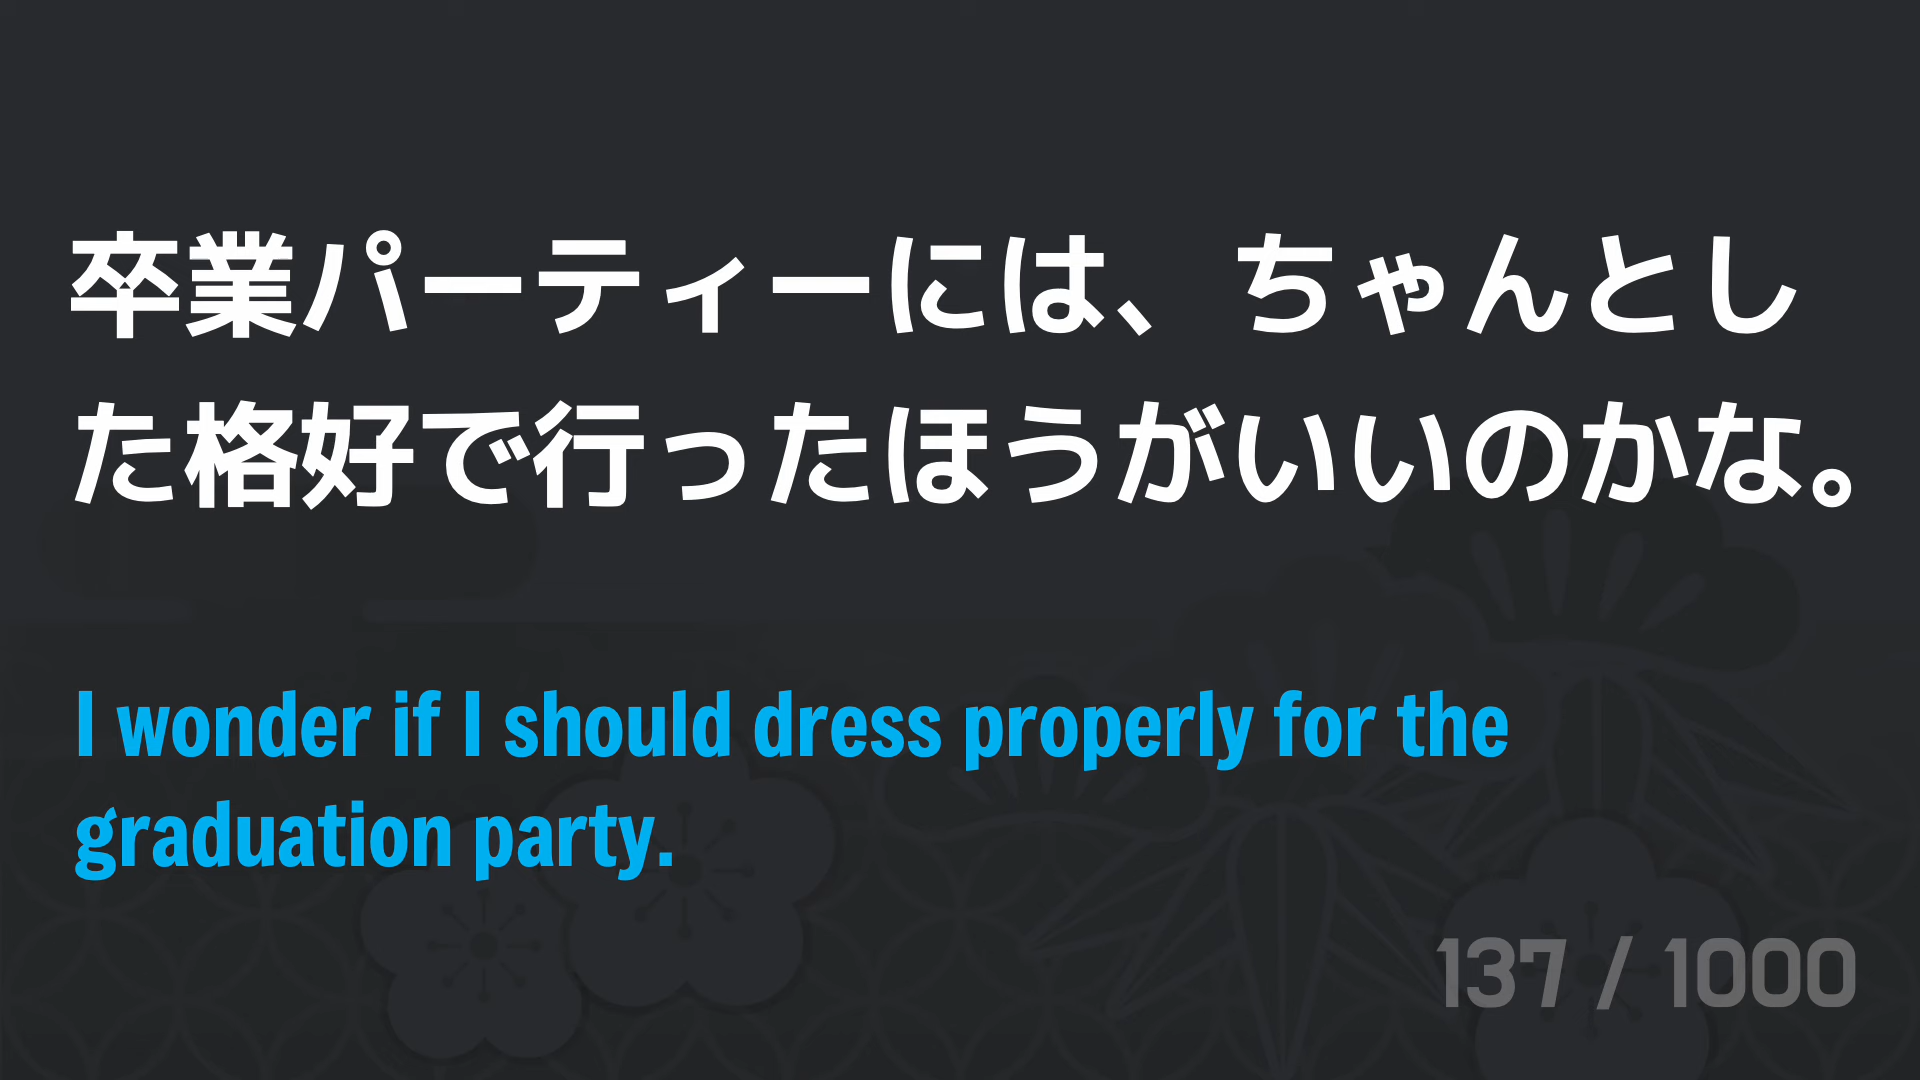 卒業パーティーには、ちゃんとし
た格好で行ったほうがいいのかな。
I wonder if I should dress properly for the
graduation party.
137 / 1000